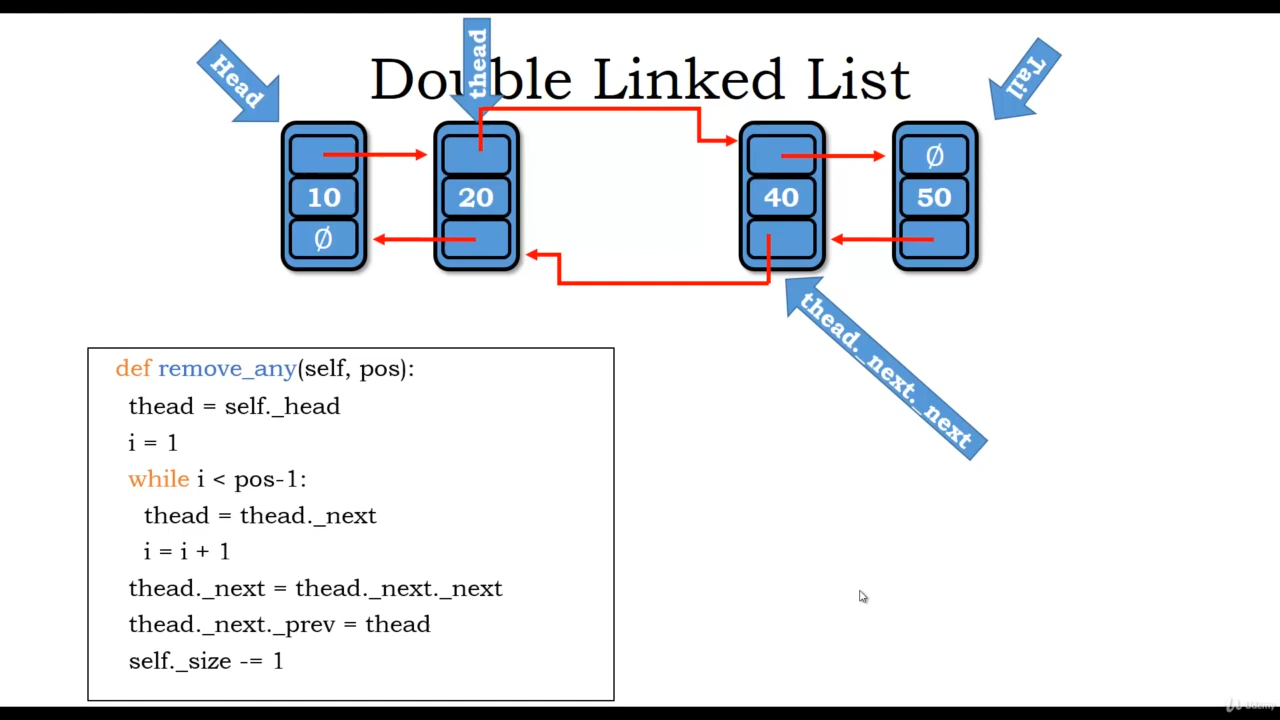 Double Linked List
Head
thead
Tail
Ø
10
20
40
50
Ø
thead._next._next
def remove_any(self, pos):
thead = self._head
i = 1
while i < pos-1:
thead = thead._next
i = i + 1
thead._next = thead._next._next
thead._next._prev = thead
self._size -= 1
Udemy